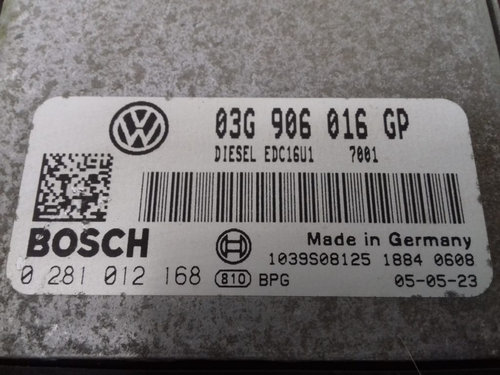 03G 906 016 GP
DIESEL EDC16U1 7001
BOSCH
Made in Germany
0 281 012 168 810 BPG
1039S08125 1884 0608
05-05-23